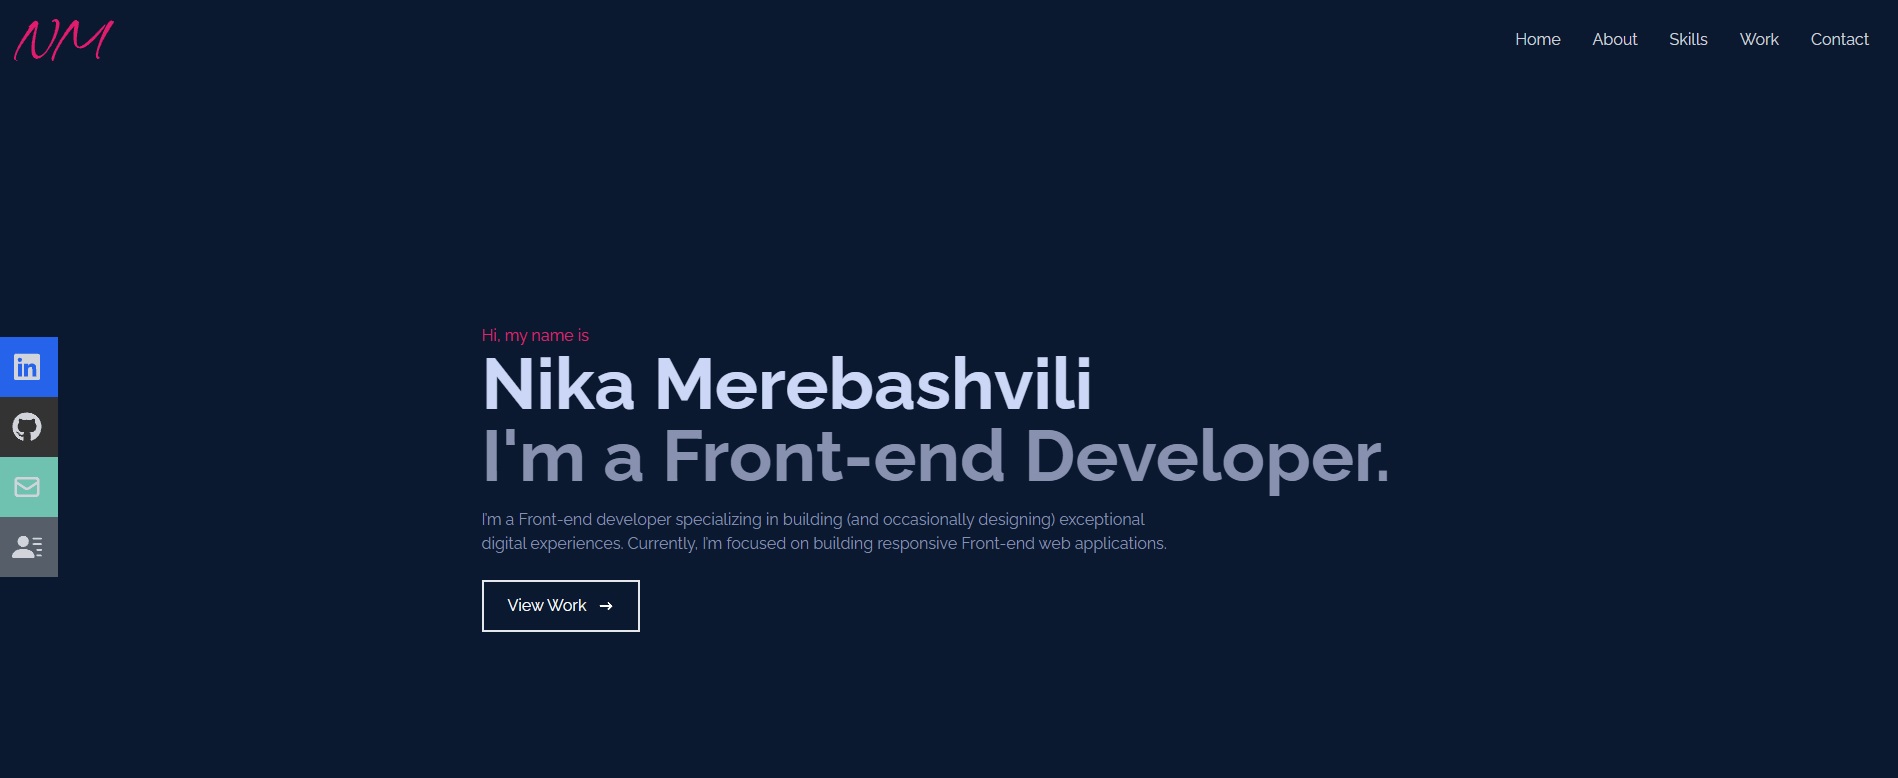 NM
Home About Skills Work Contact
Hi, my name is
Nika Merebashvili
I'm a Front-end Developer.
I'm a Front-end developer specializing in building (and occasionally designing) exceptional
digital experiences. Currently, I'm focused on building responsive Front-end web applications.
View Work →
in